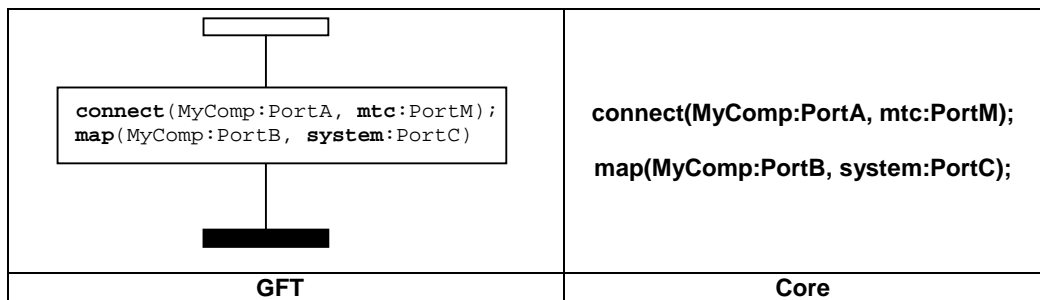 connect(MyComp:PortA, mtc:PortM);
map(MyComp:PortB, system:PortC)
connect(MyComp:PortA, mtc:PortM);
map(MyComp:PortB, system:PortC);
GFT
Core